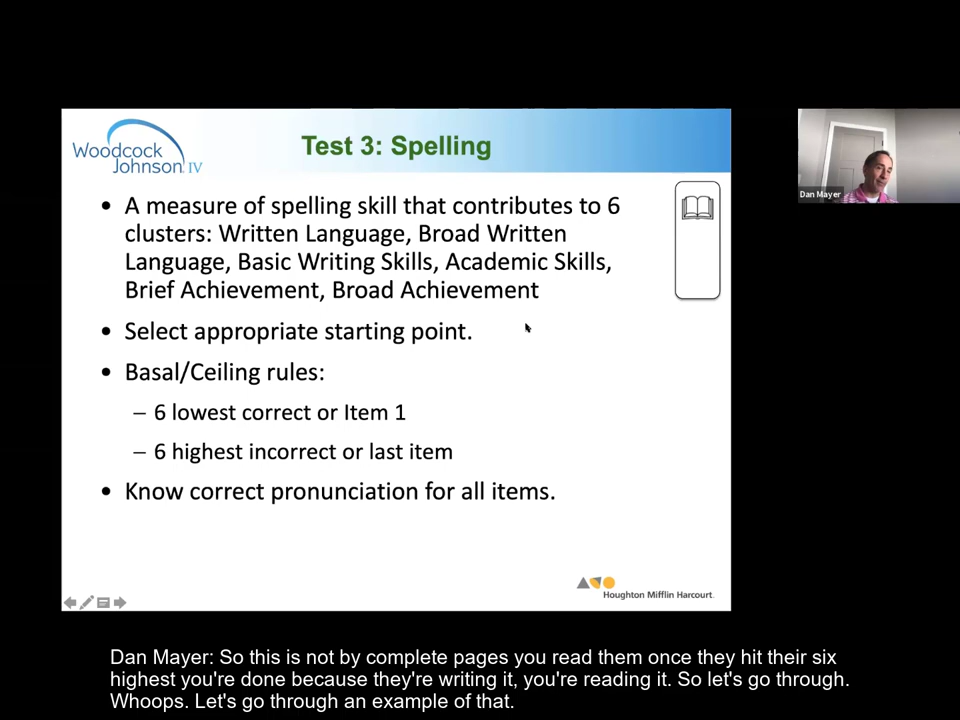 Woodcock
Johnson IV
Test 3: Spelling
• A measure of spelling skill that contributes to 6
clusters: Written Language, Broad Written
Language, Basic Writing Skills, Academic Skills,
Brief Achievement, Broad Achievement
• Select appropriate starting point.
• Basal/Ceiling rules:
– 6 lowest correct or Item 1
– 6 highest incorrect or last item
• Know correct pronunciation for all items.
Houghton Mifflin Harcourt.
Dan Mayer
Dan Mayer: So this is not by complete pages you read them once they hit their six
highest you're done because they're writing it, you're reading it. So let's go through.
Whoops. Let's go through an example of that.